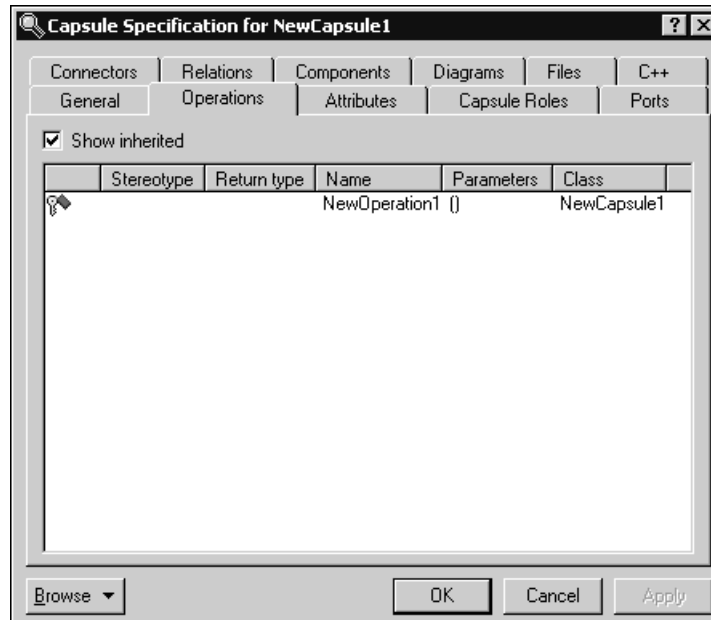 Capsule Specification for NewCapsule1
Connectors Relations Components Diagrams Files C++
General Operations Attributes Capsule Roles Ports
Show inherited
Stereotype Return type Name Parameters Class
NewOperation1 () NewCapsule1
Browse OK Cancel Apply